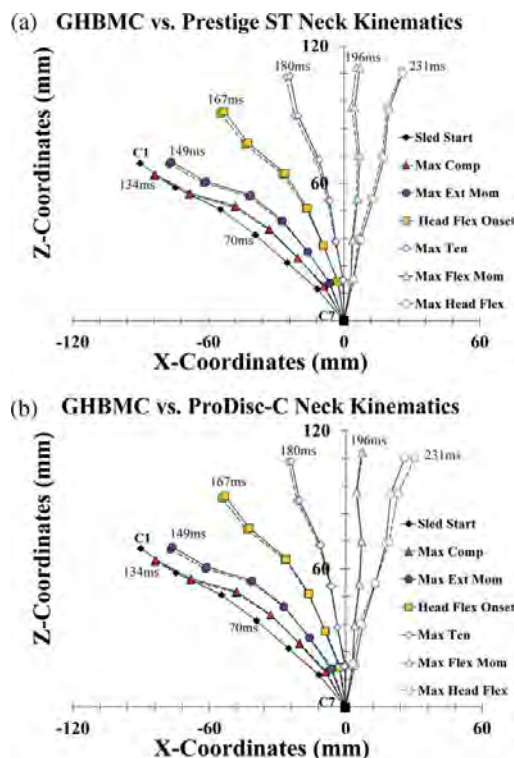 (a) GHBMC vs. Prestige ST Neck Kinematics
120
180ms
196ms
231ms
167ms
C1
149ms
134ms
70ms
60
C7
Sled Start
Max Comp
Max Ext Mom
Head Flex Onset
Max Ten
Max Flex Mom
Max Head Flex
-120
-60
0
60
Z-Coordinates (mm)
X-Coordinates (mm)
(b) GHBMC vs. ProDisc-C Neck Kinematics
120
180ms
196ms
231ms
167ms
C1
149ms
134ms
70ms
60
C7
Sled Start
Max Comp
Max Ext Mom
Head Flex Onset
Max Ten
Max Flex Mom
Max Head Flex
-120
-60
0
60
Z-Coordinates (mm)
X-Coordinates (mm)